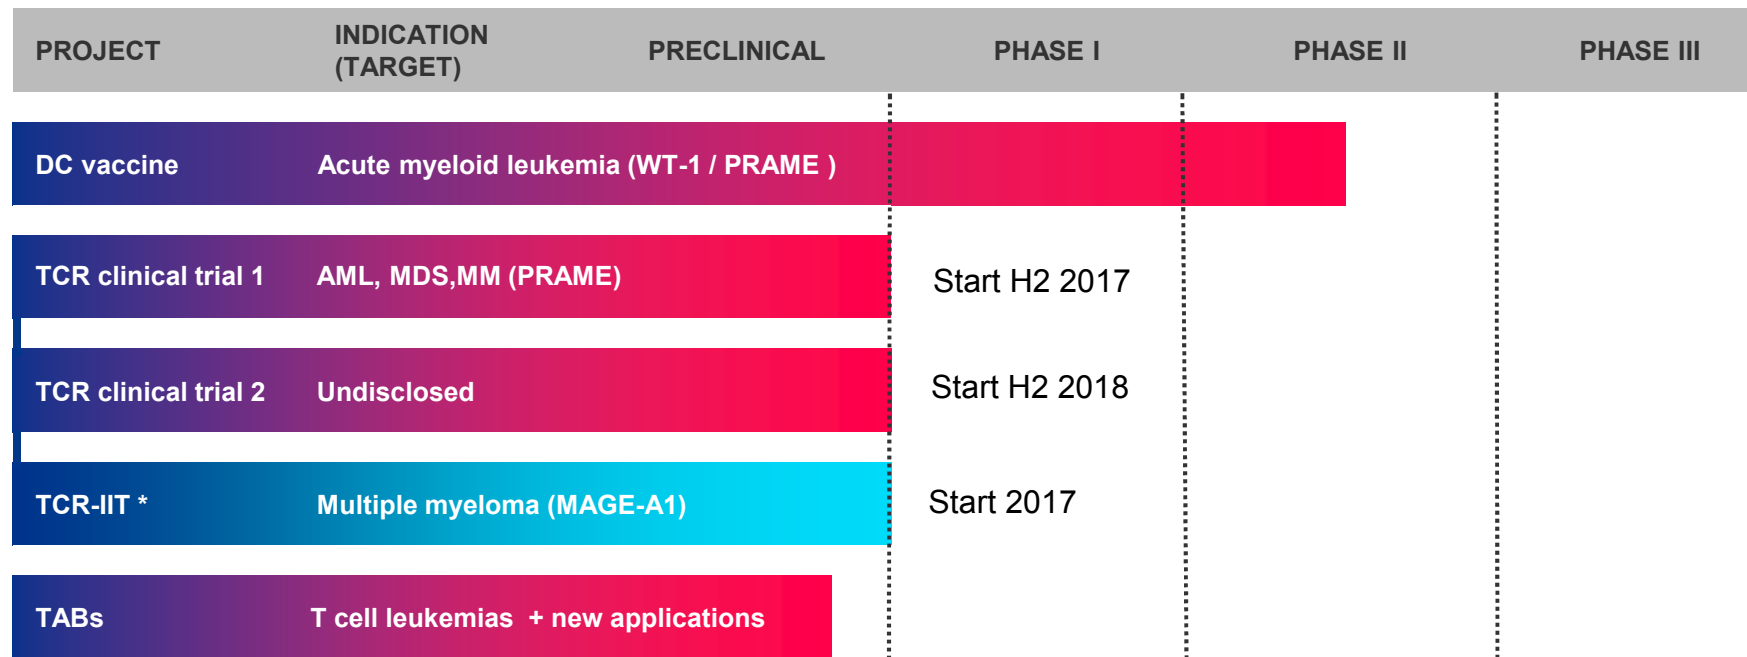 PROJECT
INDICATION
(TARGET)
PRECLINICAL
PHASE I
PHASE II
PHASE III
DC vaccine
Acute myeloid leukemia (WT-1 / PRAME )
TCR clinical trial 1
AML, MDS,MM (PRAME)
Start H2 2017
TCR clinical trial 2
Undisclosed
Start H2 2018
TCR-IIT *
Multiple myeloma (MAGE-A1)
Start 2017
TABs
T cell leukemias + new applications